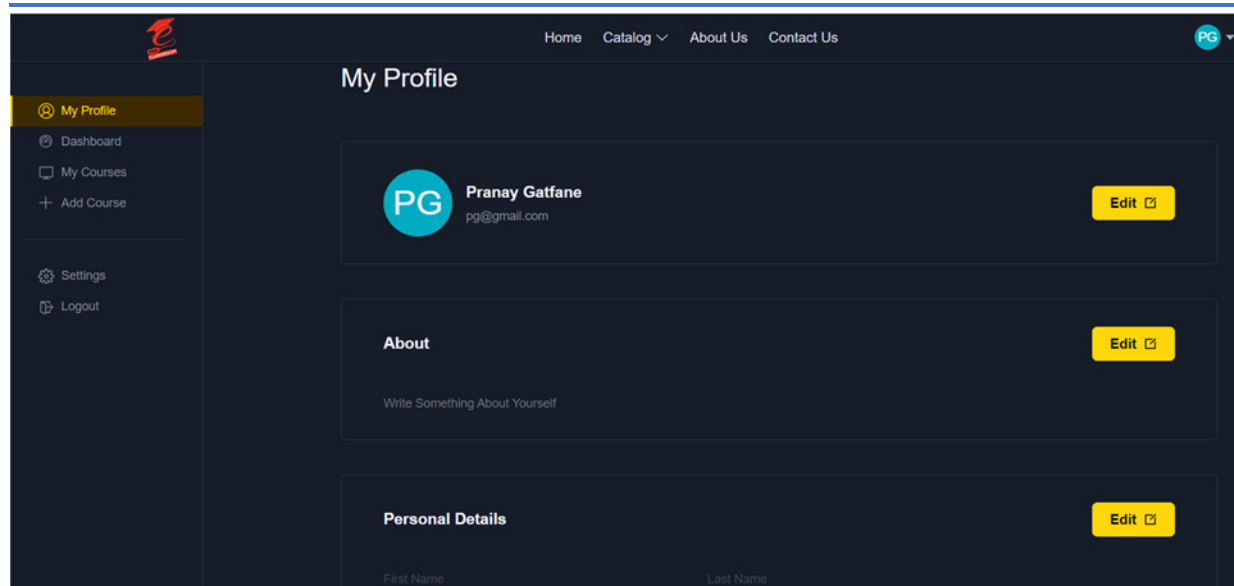 Home Catalog About Us Contact Us PG
My Profile
My Profile
Dashboard
My Courses
+ Add Course
Settings
Logout
PG
Pranay Gatfane
pg@gmail.com
Edit
About
Edit
Write Something About Yourself
Personal Details
Edit
First Name Last Name